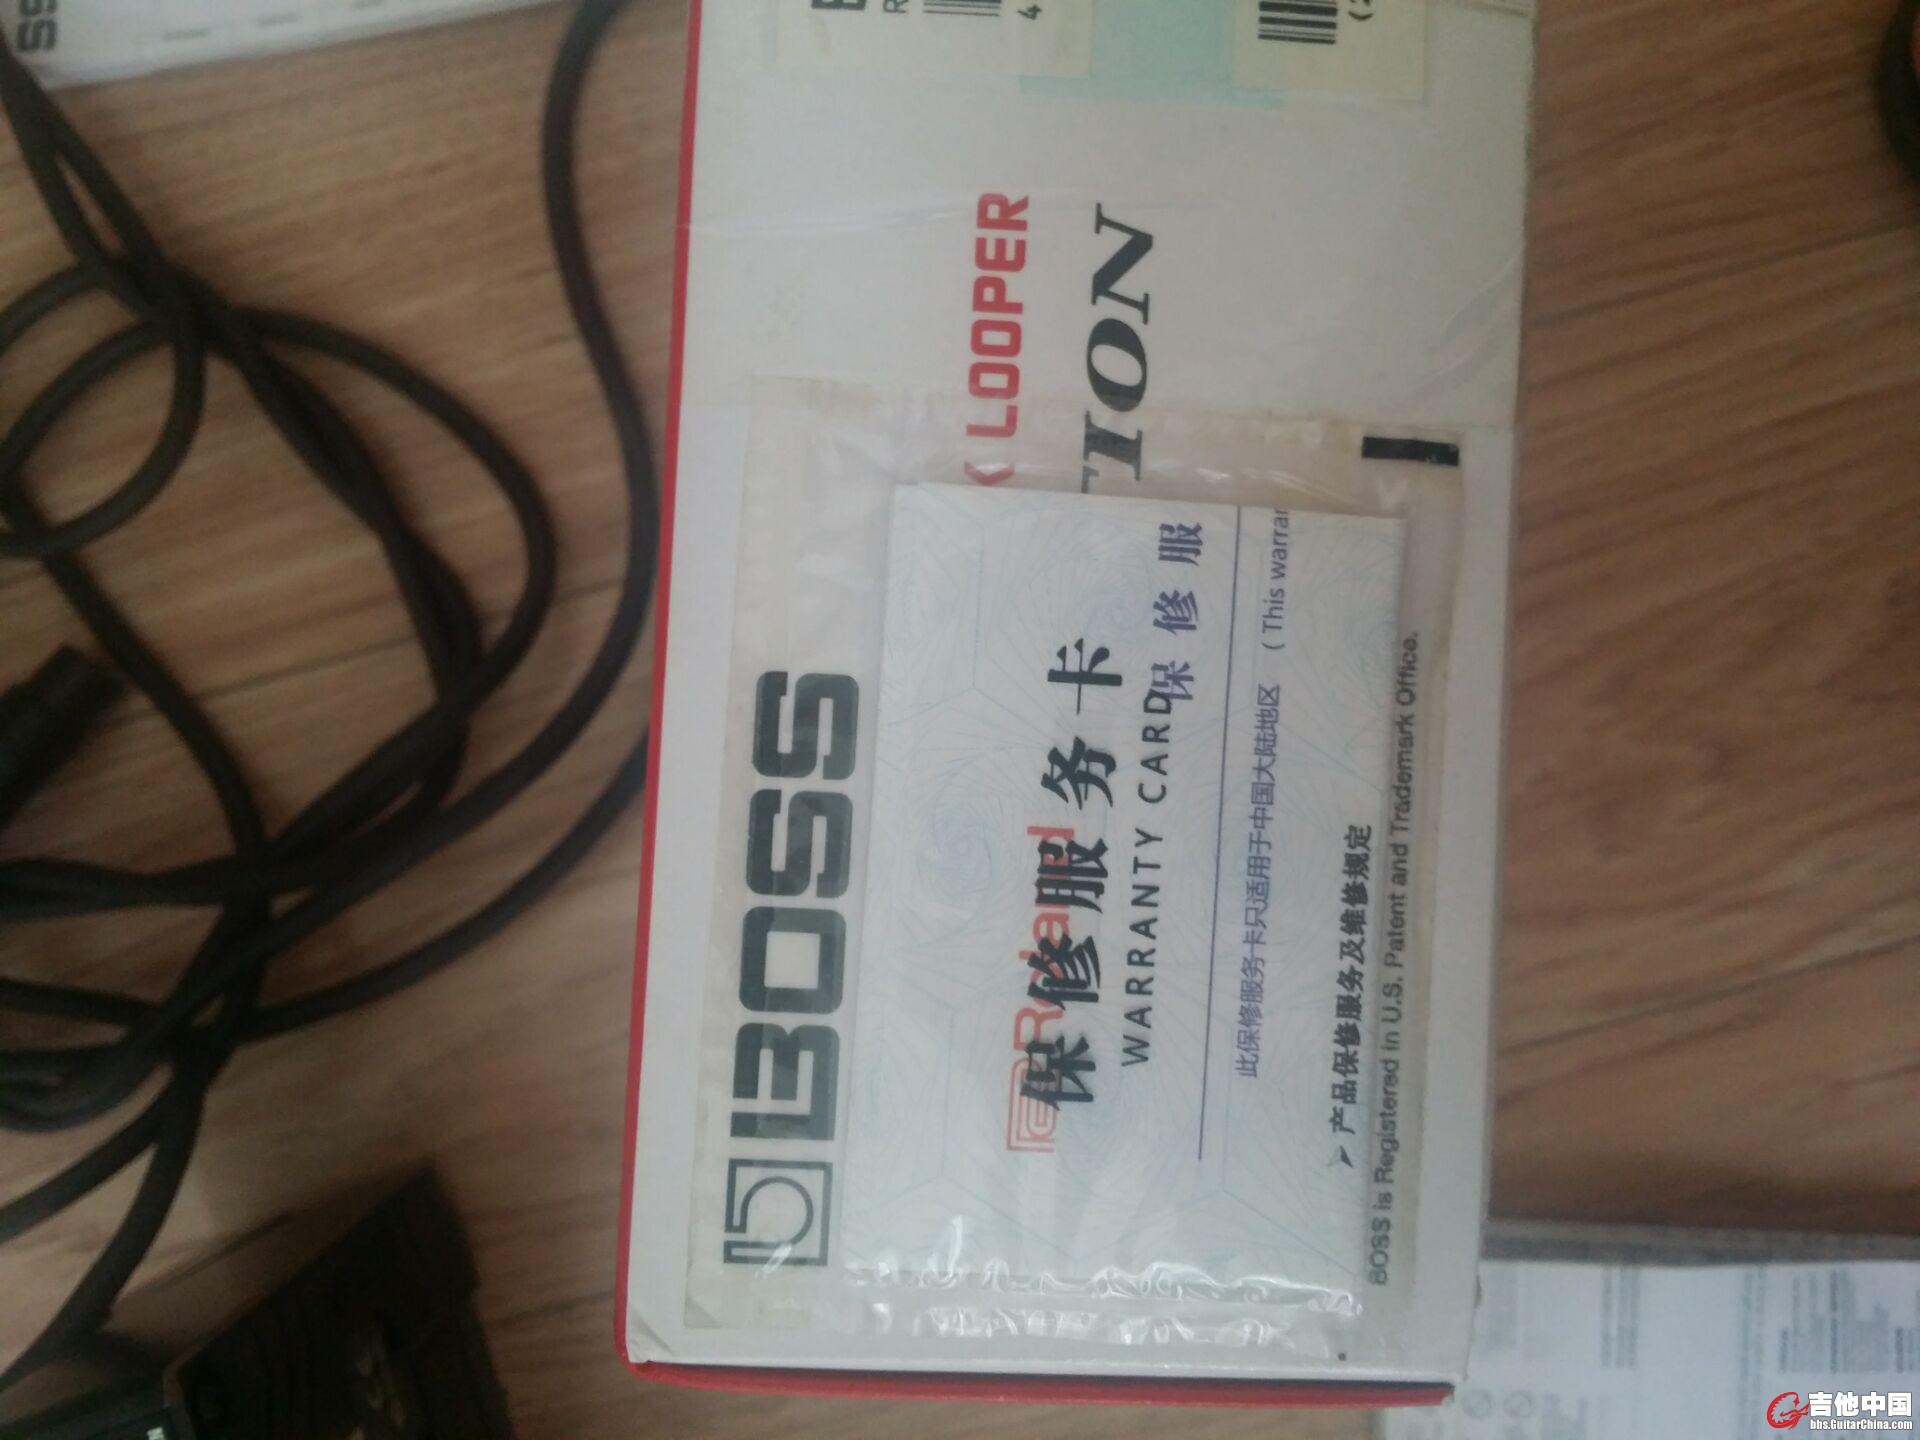 BOSS
LOOPER
TION
Roland
保修服务卡
WARRANTY CARD
保 修 服
此保修服务卡只适用于中国大陆地区 （This warran
➤ 产品保修服务及维修规定
BOSS is Registered in U.S. Patent and Trademark Office.
吉他中国
bbs.GuitarChina.com